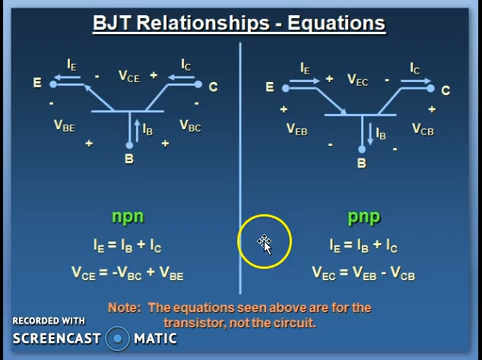 BJT Relationships - Equations
I_E - V_CE + I_C
E C
- -
V_BE I_B V_BC
+ +
B
I_E + V_EC - I_C
E C
+ +
V_EB I_B V_CB
- -
B
npn
I_E = I_B + I_C
V_CE = -V_BC + V_BE
pnp
I_E = I_B + I_C
V_EC = V_EB - V_CB
Note: The equations seen above are for the
transistor, not the circuit.
RECORDED WITH
SCREENCAST MATIC